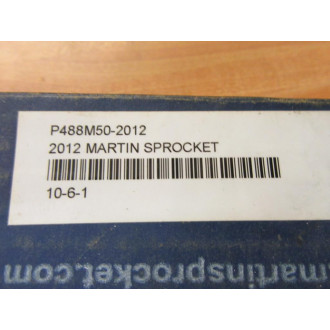 P488M50-2012
2012 MARTIN SPROCKET
10-6-1
martinsprocket.com